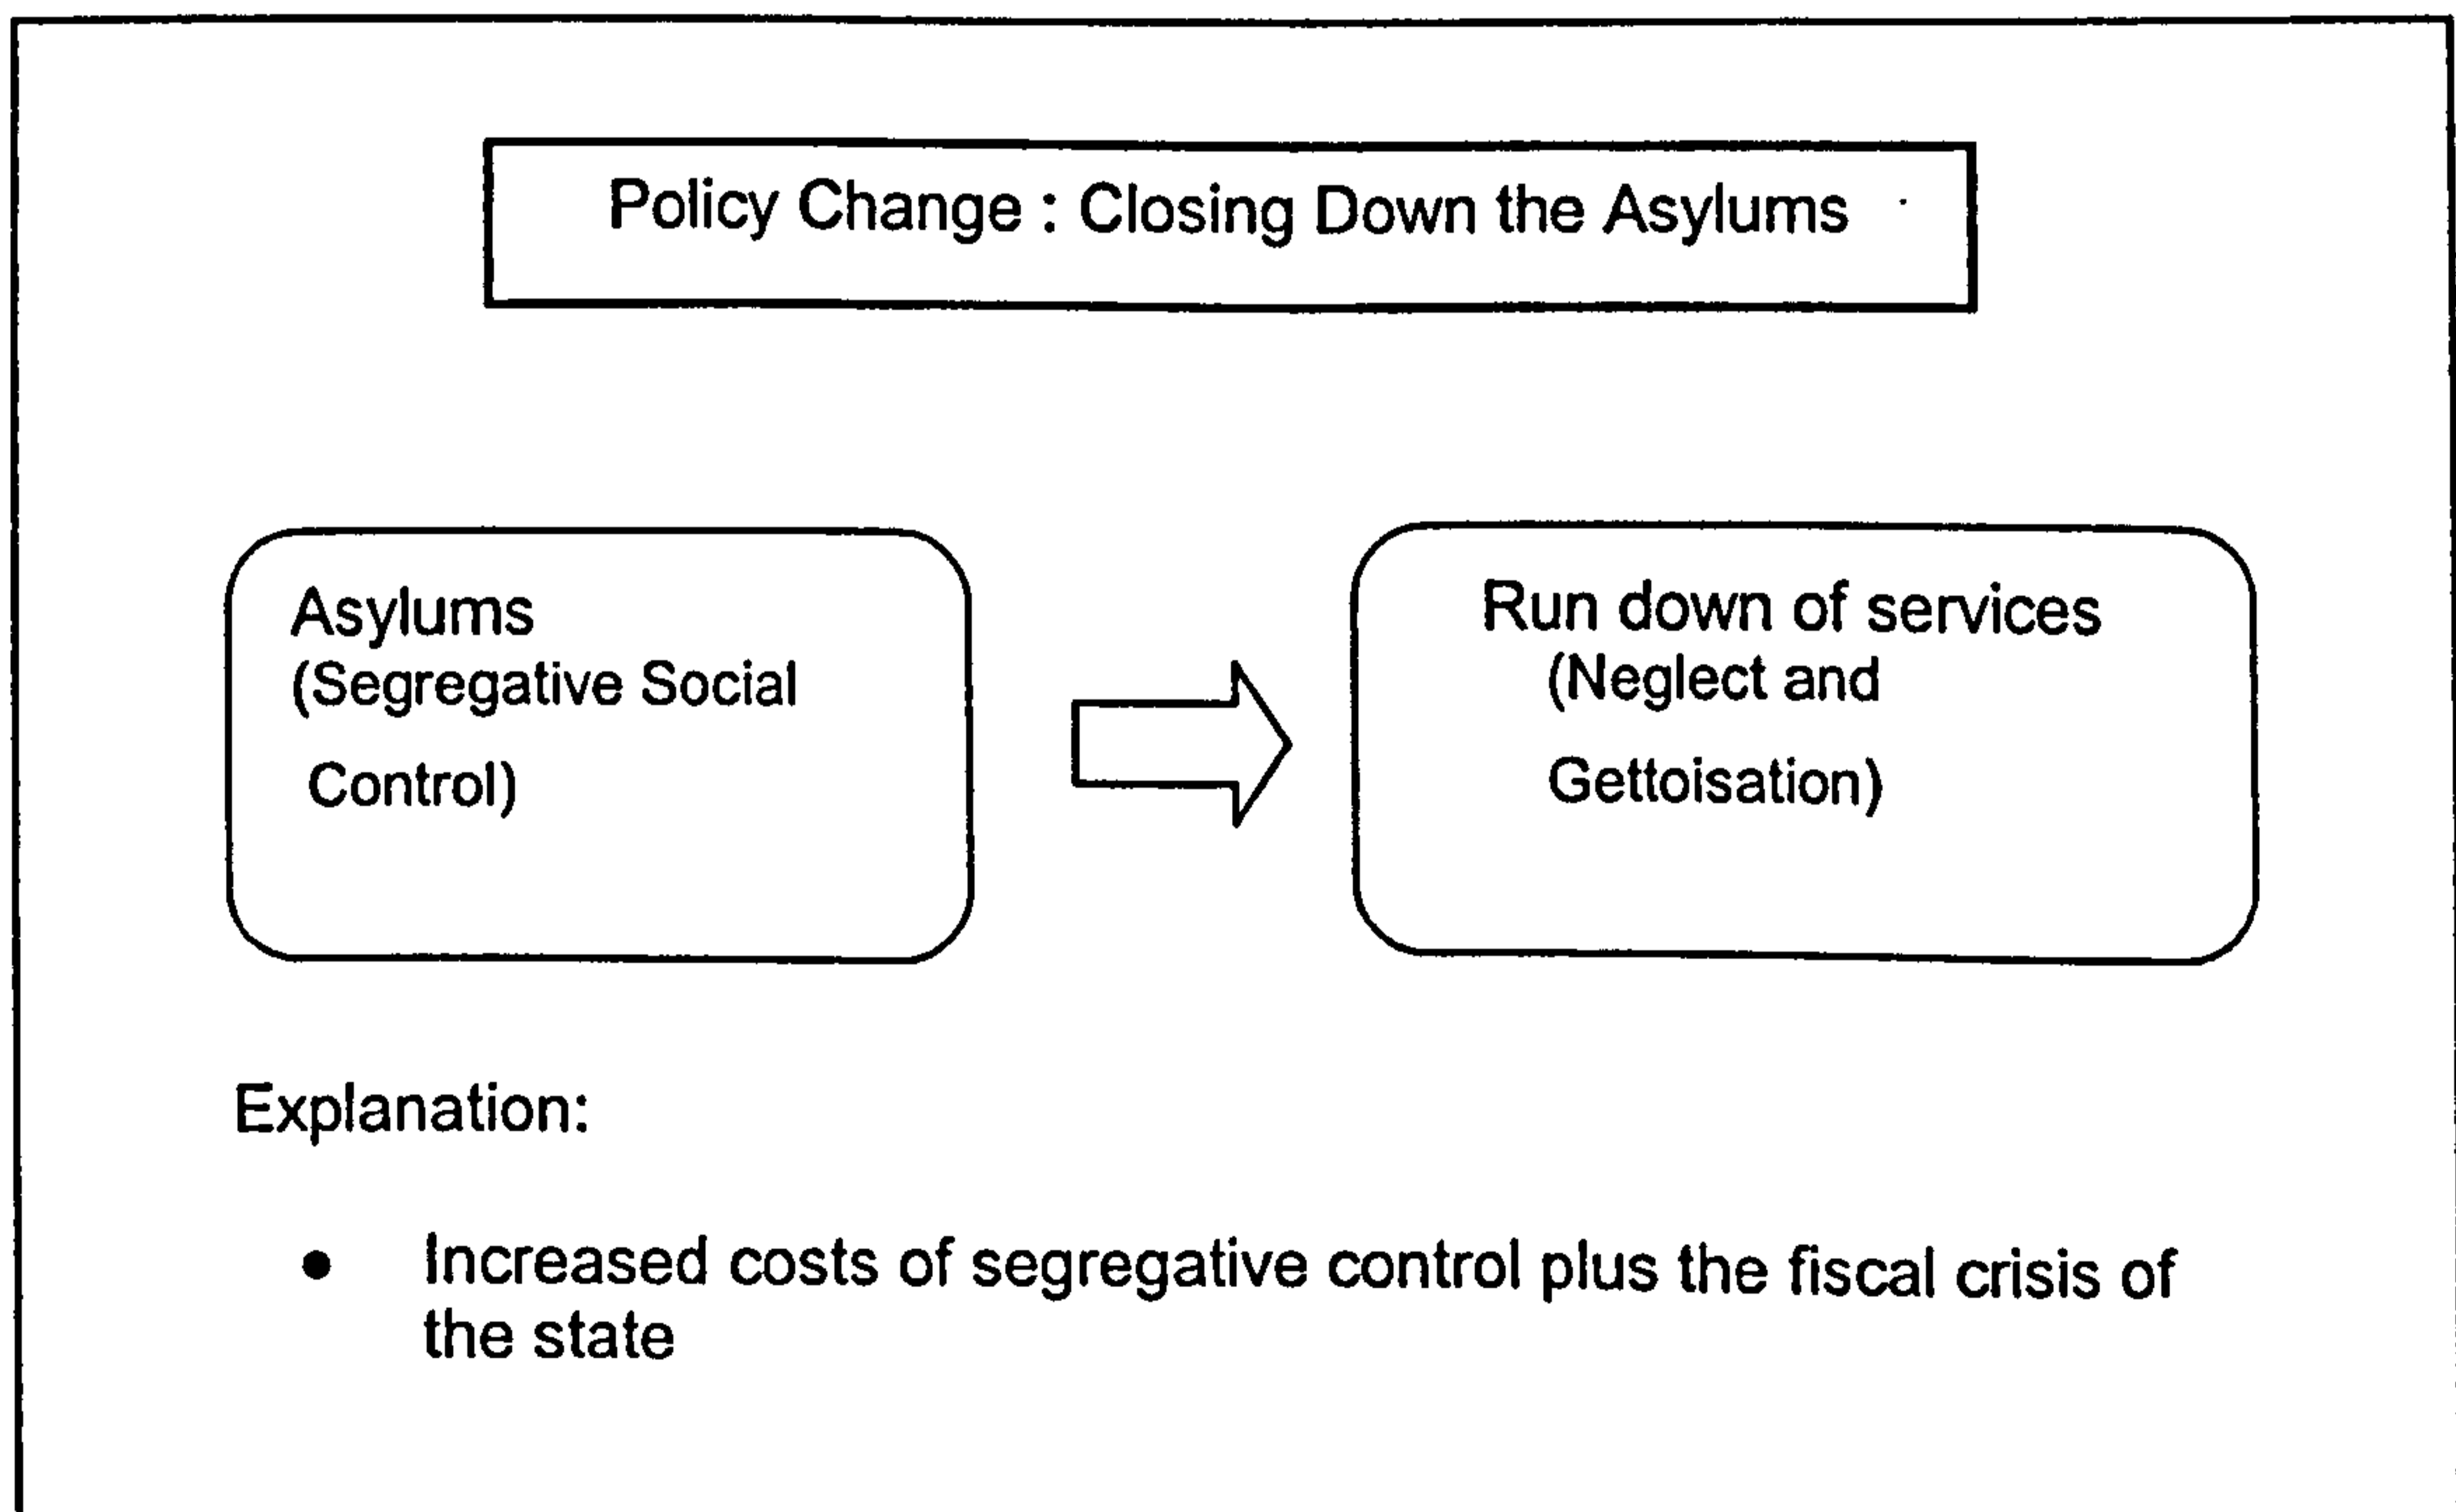 Policy Change : Closing Down the Asylums
Asylums
(Segregative Social
Control)
Run down of services
(Neglect and
Gettoisation)
Explanation:
● Increased costs of segregative control plus the fiscal crisis of
the state